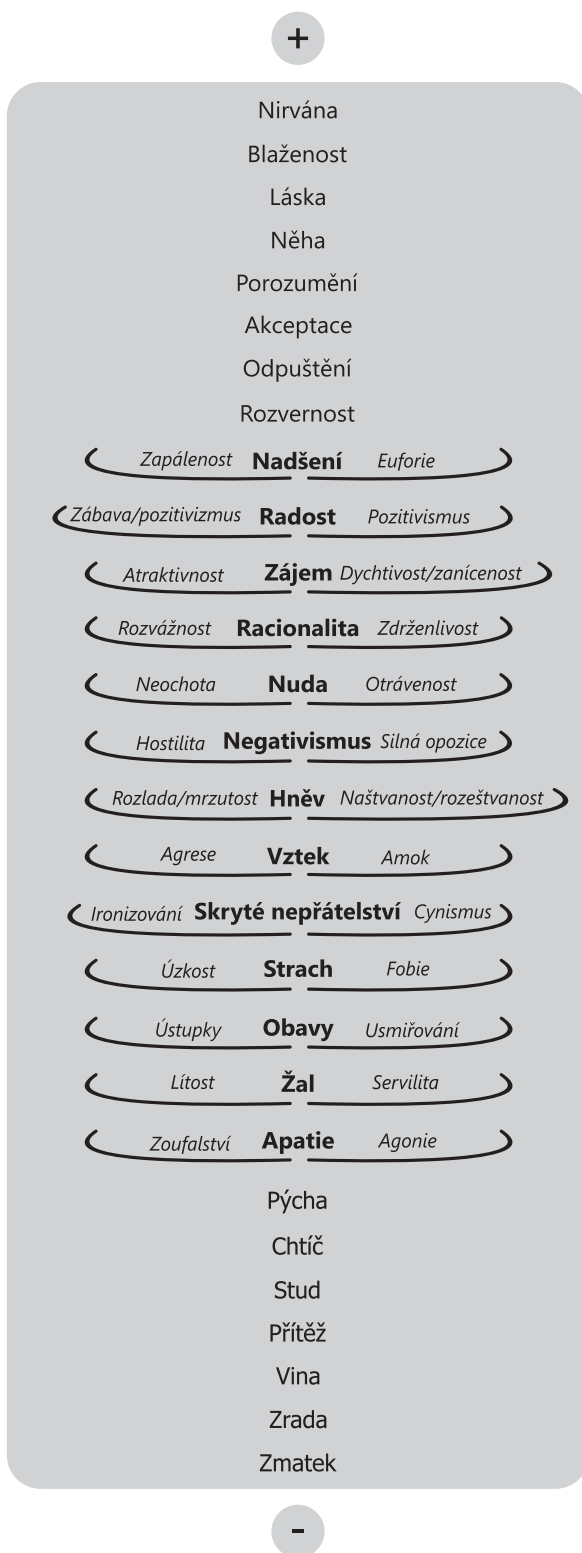 +
Nirvána
Blaženost
Láska
Něha
Porozumění
Akceptace
Odpuštění
Rozvernost
Zapálenost Nadšení Euforie
Zábava/pozitivizmus Radost Pozitivismus
Atraktivnost Zájem Dychtivost/zanícenost
Rozvážnost Racionalita Zdrženlivost
Neochota Nuda Otrávenost
Hostilita Negativismus Silná opozice
Rozlada/mrzutost Hněv Naštvanost/rozeštvanost
Agrese Vztek Amok
Ironizování Skryté nepřátelství Cynismus
Úzkost Strach Fobie
Ústupky Obavy Usmiřování
Lítost Žal Servilita
Zoufalství Apatie Agonie
Pýcha
Chtíč
Stud
Přítěž
Vina
Zrada
Zmatek
-